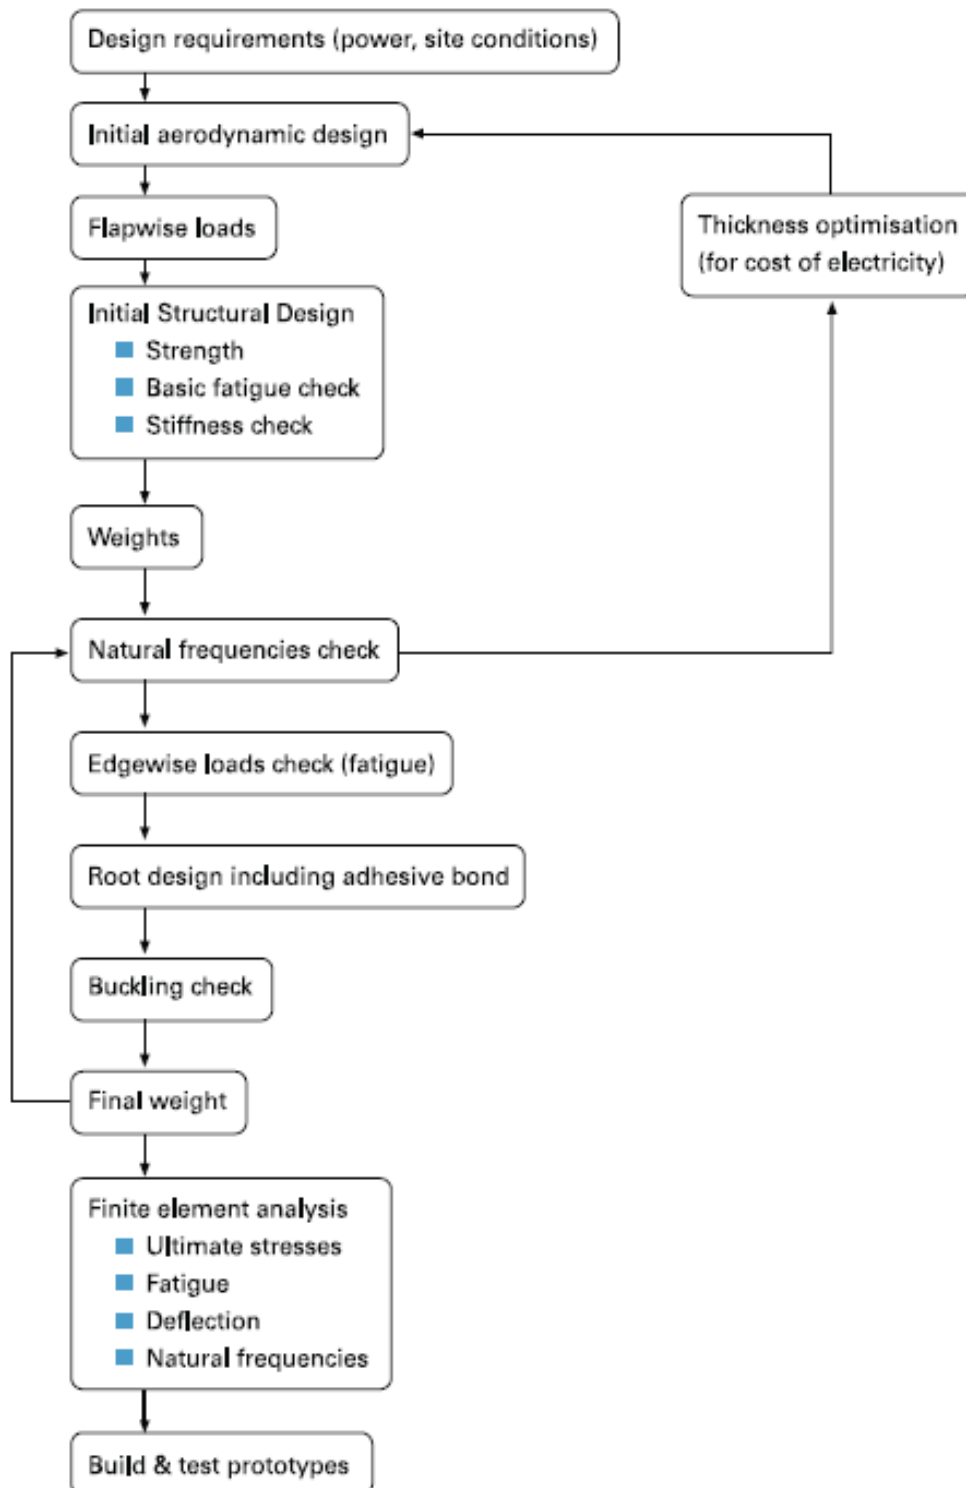 Design requirements (power, site conditions)
Initial aerodynamic design
Flapwise loads
Thickness optimisation
(for cost of electricity)
Initial Structural Design
Strength
Basic fatigue check
Stiffness check
Weights
Natural frequencies check
Edgewise loads check (fatigue)
Root design including adhesive bond
Buckling check
Final weight
Finite element analysis
Ultimate stresses
Fatigue
Deflection
Natural frequencies
Build & test prototypes